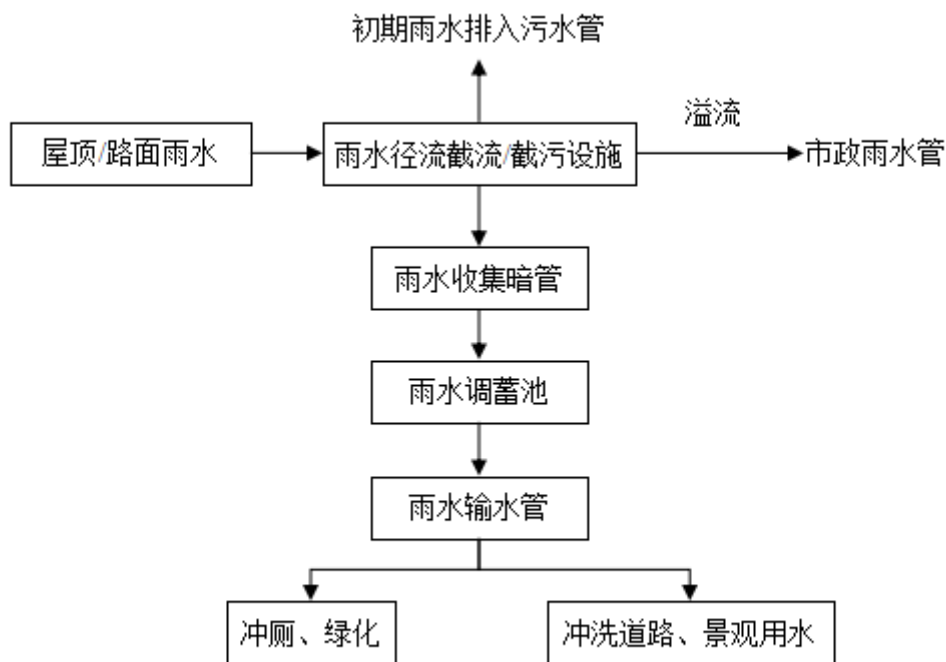 初期雨水排入污水管
溢流
屋顶/路面雨水
雨水径流截流/截污设施
市政雨水管
雨水收集暗管
雨水调蓄池
雨水输水管
冲厕、绿化
冲洗道路、景观用水